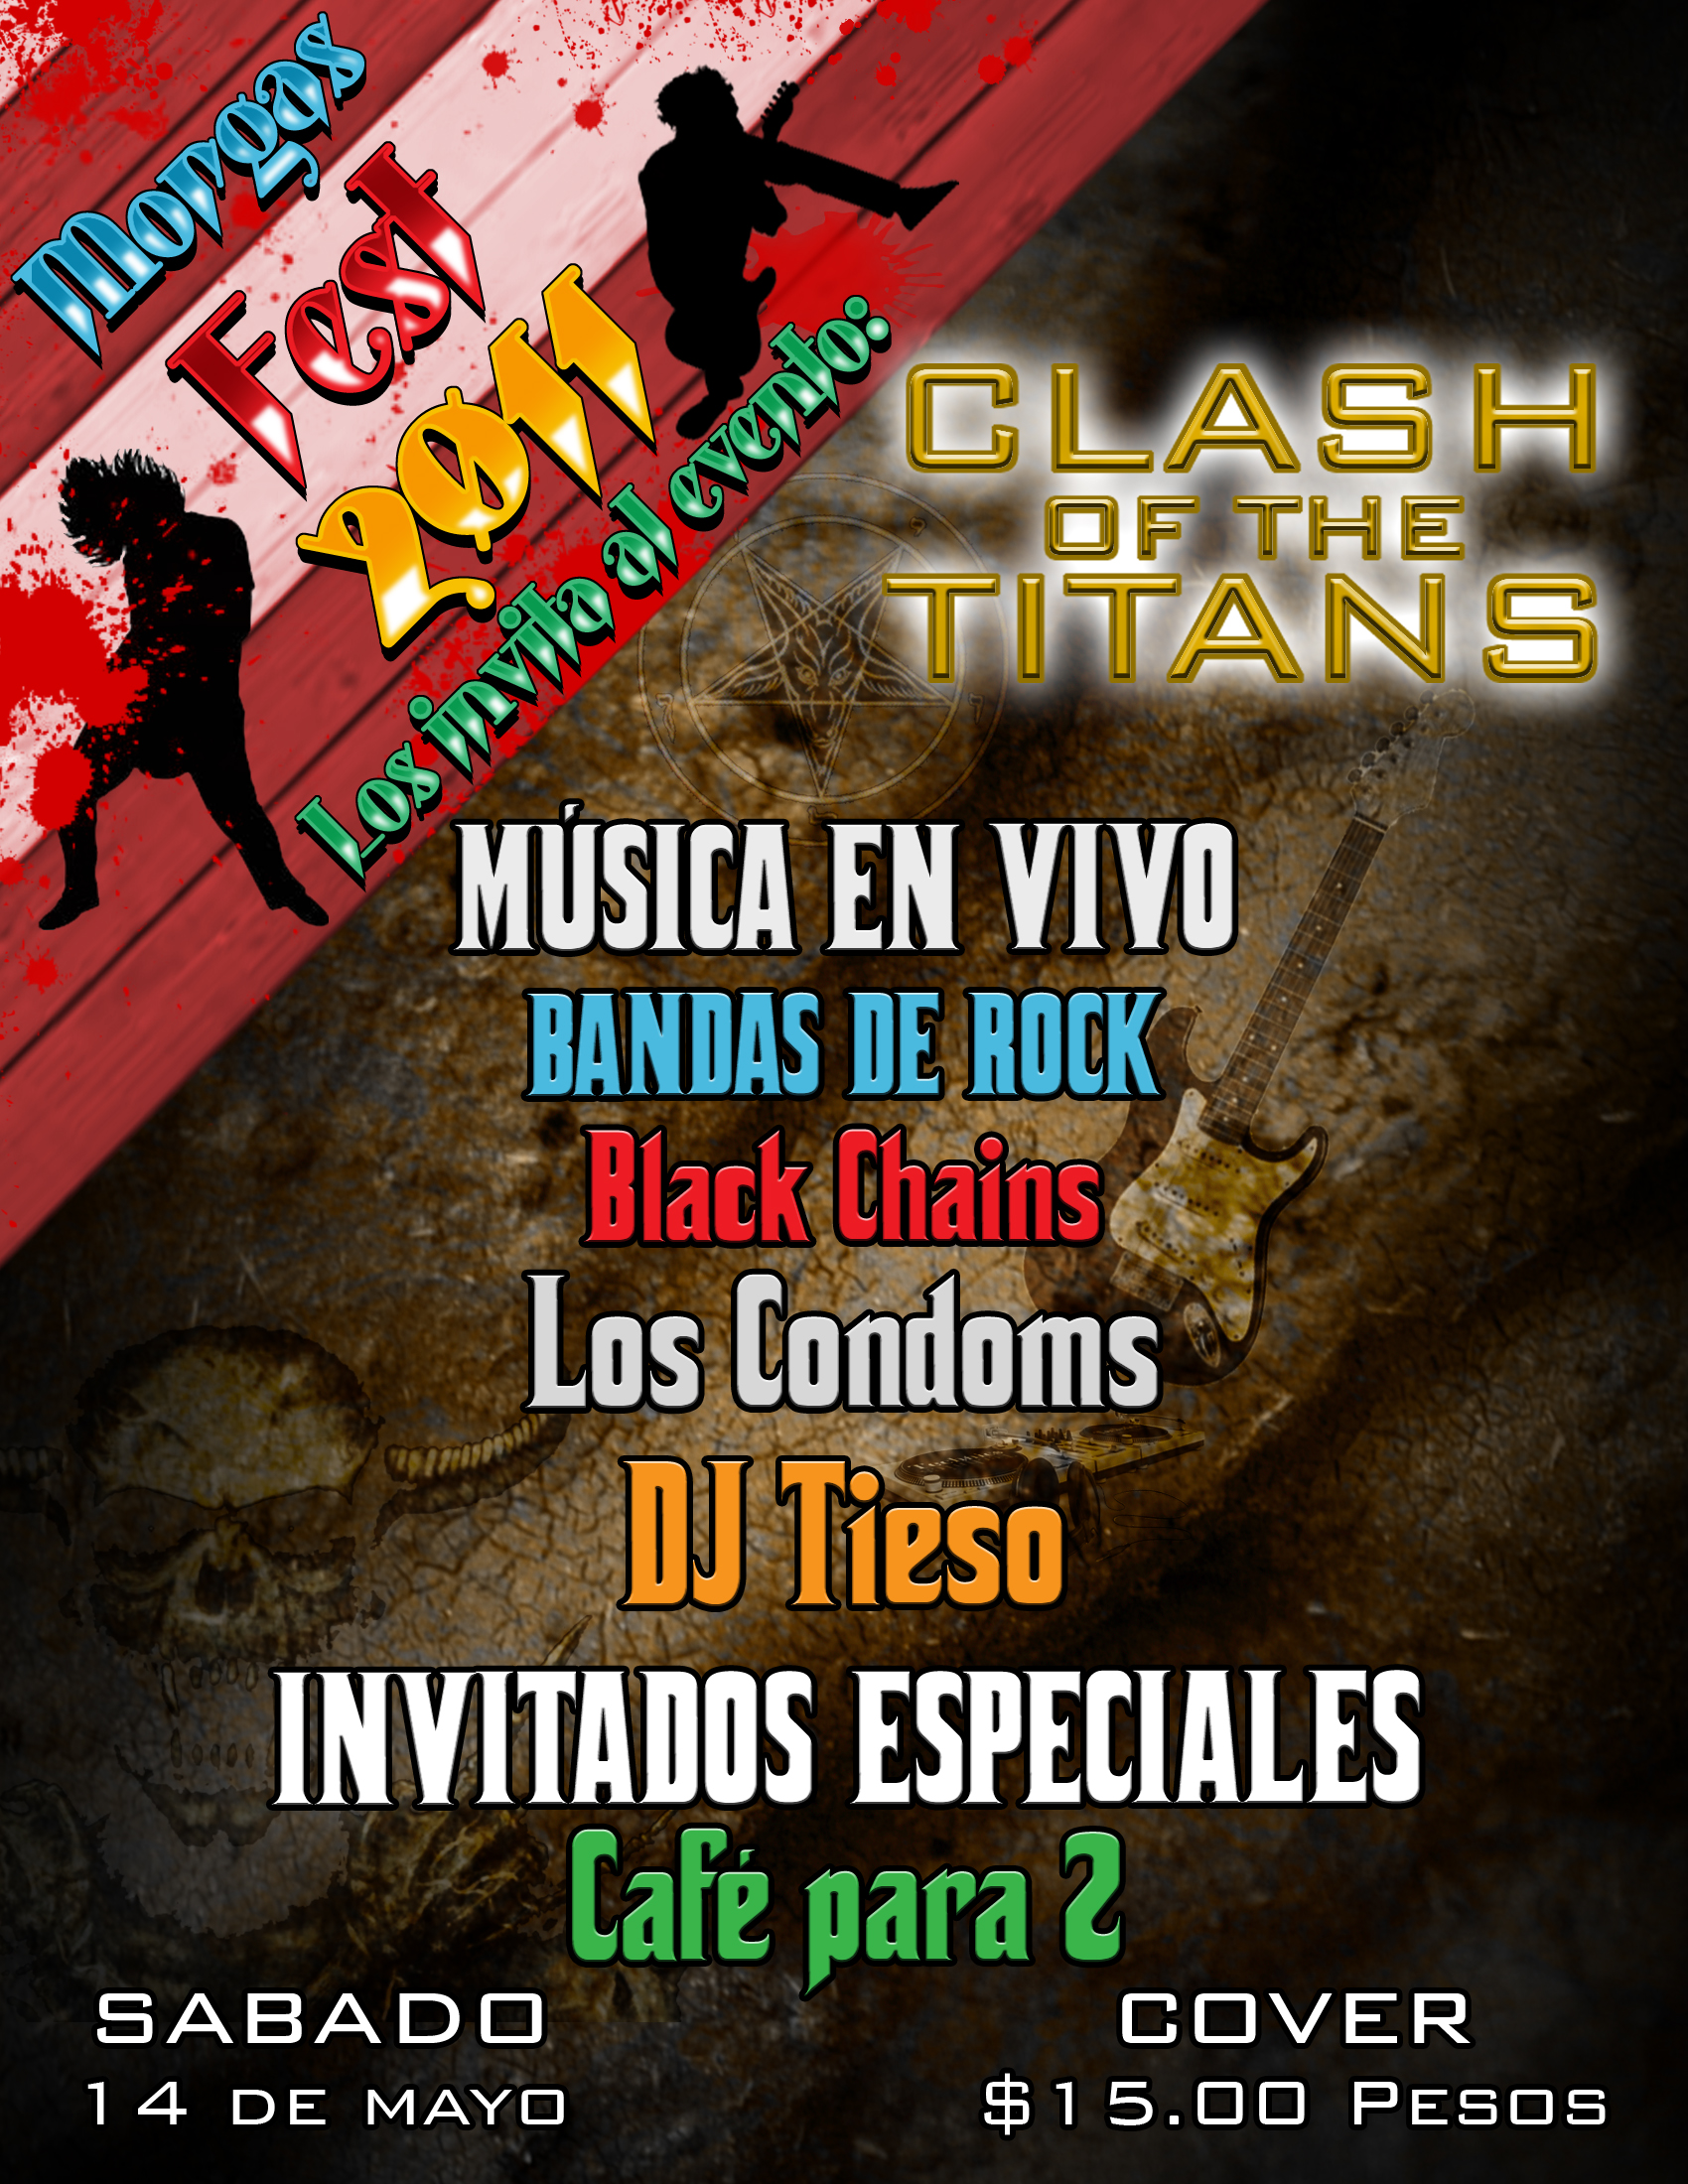 Morgas
Fest
2011
Los invita al evento:
CLASH
OF THE
TITANS
MÚSICA EN VIVO
BANDAS DE ROCK
Black Chains
Los Condoms
DJ Tieso
INVITADOS ESPECIALES
Café para 2
SABADO
14 DE MAYO
COVER
$15.00 PESOS